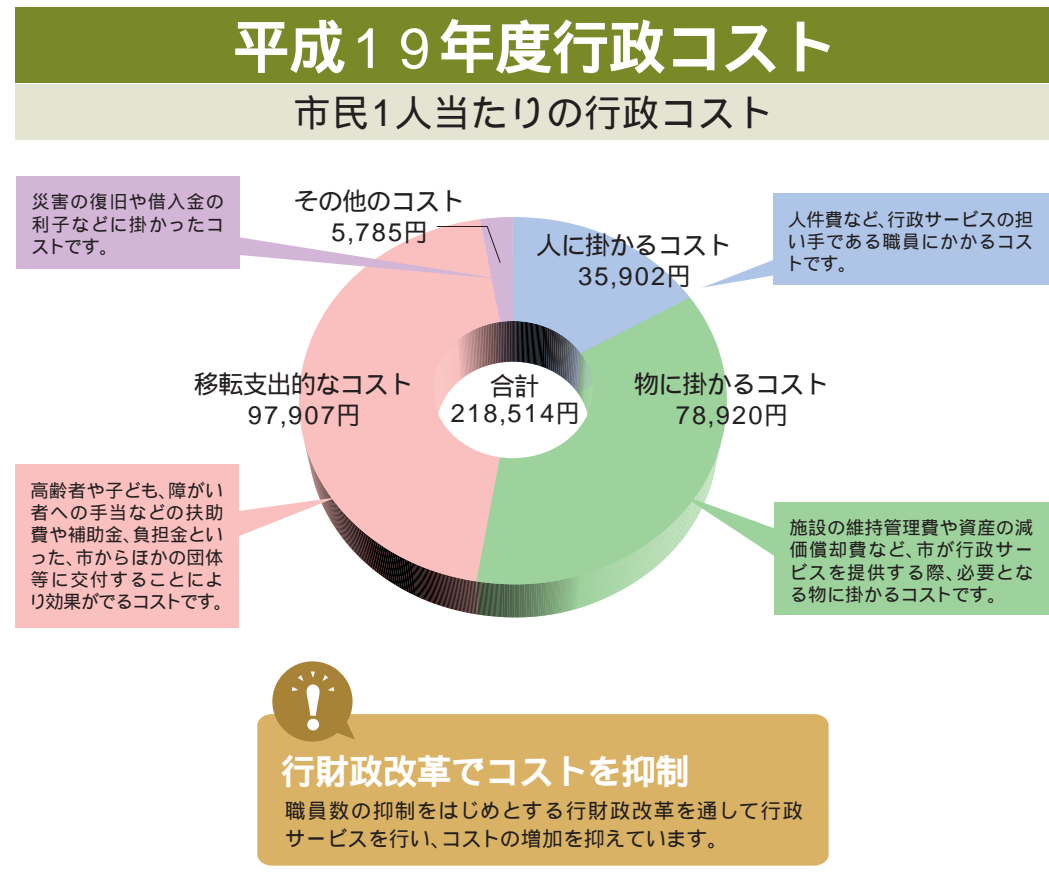 平成19年度行政コスト
市民1人当たりの行政コスト
災害の復旧や借入金の
利子などに掛かったコ
ストです。
その他のコスト
5,785円
人に掛かるコスト
35,902円
人件費など、行政サービスの担
い手である職員にかかるコス
トです。
移転支出的なコスト
97,907円
合計
218,514円
物に掛かるコスト
78,920円
高齢者や子ども、障がい
者への手当などの扶助
費や補助金、負担金とい
った、市からほかの団体
等に交付することによ
り効果がでるコストです。
施設の維持管理費や資産の減
価償却費など、市が行政サー
ビスを提供する際、必要とな
る物に掛かるコストです。
行財政改革でコストを抑制
職員数の抑制をはじめとする行財政改革を通して行政
サービスを行い、コストの増加を抑えています。